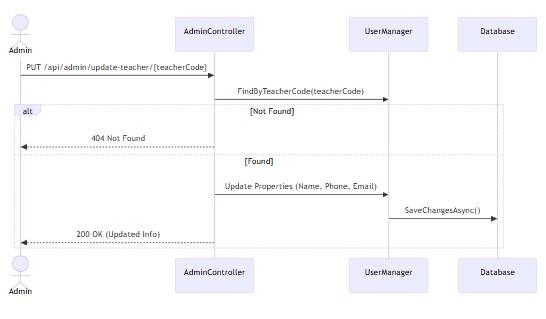 Admin
AdminController
UserManager
Database
PUT /api/admin/update-teacher/{teacherCode}
FindByTeacherCode(teacherCode)
alt
[Not Found]
404 Not Found
[Found]
Update Properties (Name, Phone, Email)
SaveChangesAsync()
200 OK (Updated Info)
Admin
AdminController
UserManager
Database